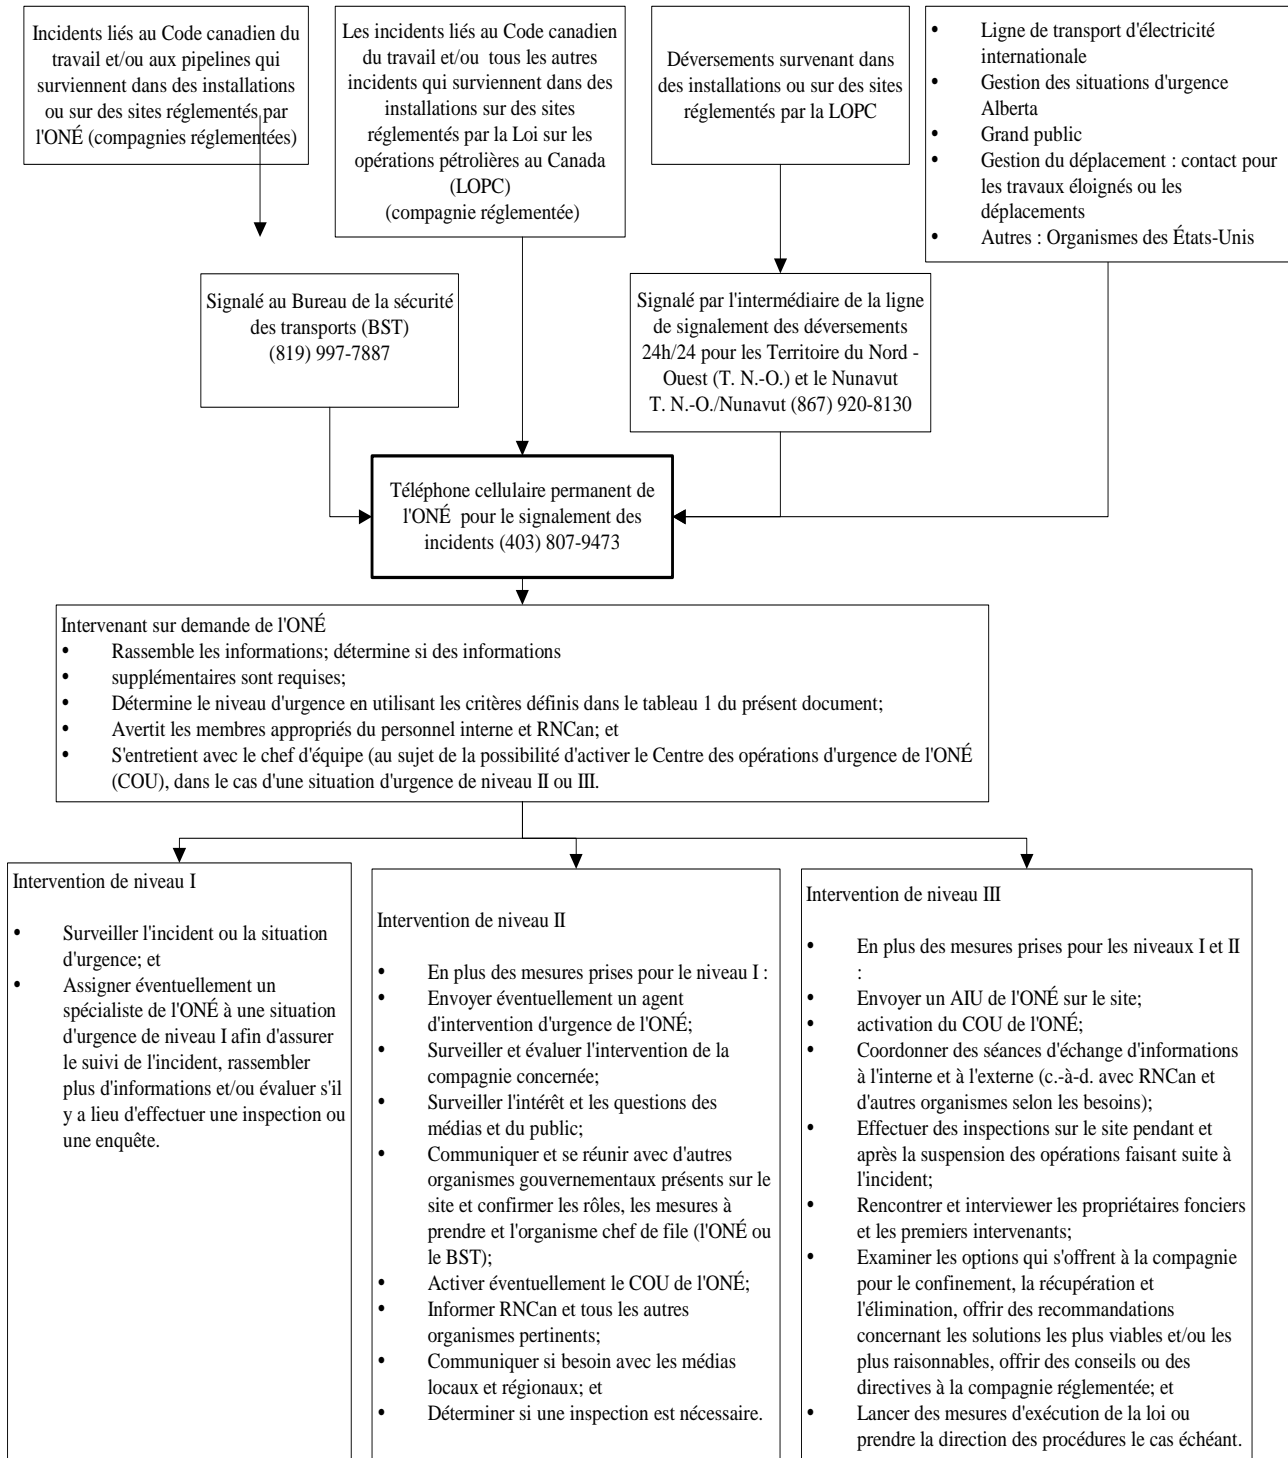 Incidents liés au Code canadien du
travail et/ou aux pipelines qui
surviennent dans des installations
ou sur des sites réglementés par
l'ONÉ (compagnies réglementées)
Les incidents liés au Code canadien
du travail et/ou tous les autres
incidents qui surviennent dans des
installations sur des sites
réglementés par la Loi sur les
opérations pétrolières au Canada
(LOPC)
(compagnie réglementée)
Déversements survenant dans
des installations ou sur des sites
réglementés par la LOPC
• Ligne de transport d'électricité
internationale
• Gestion des situations d'urgence
Alberta
• Grand public
• Gestion du déplacement : contact pour
les travaux éloignés ou les
déplacements
• Autres : Organismes des États-Unis
Signalé au Bureau de la sécurité
des transports (BST)
(819) 997-7887
Signalé par l'intermédiaire de la ligne
de signalement des déversements
24h/24 pour les Territoire du Nord -
Ouest (T. N.-O.) et le Nunavut
T. N.-O./Nunavut (867) 920-8130
Téléphone cellulaire permanent de
l'ONÉ pour le signalement des
incidents (403) 807-9473
Intervenant sur demande de l'ONÉ
• Rassemble les informations; détermine si des informations
• supplémentaires sont requises;
• Détermine le niveau d'urgence en utilisant les critères définis dans le tableau 1 du présent document;
• Avertit les membres appropriés du personnel interne et RNCan; et
• S'entretient avec le chef d'équipe (au sujet de la possibilité d'activer le Centre des opérations d'urgence de l'ONÉ
(COU), dans le cas d'une situation d'urgence de niveau II ou III.
Intervention de niveau I
• Surveiller l'incident ou la situation
d'urgence; et
• Assigner éventuellement un
spécialiste de l'ONÉ à une situation
d'urgence de niveau I afin d'assurer
le suivi de l'incident, rassembler
plus d'informations et/ou évaluer s'il
y a lieu d'effectuer une inspection ou
une enquête.
Intervention de niveau II
• En plus des mesures prises pour le niveau I :
• Envoyer éventuellement un agent
d'intervention d'urgence de l'ONÉ;
• Surveiller et évaluer l'intervention de la
compagnie concernée;
• Surveiller l'intérêt et les questions des
médias et du public;
• Communiquer et se réunir avec d'autres
organismes gouvernementaux présents sur le
site et confirmer les rôles, les mesures à
prendre et l'organisme chef de file (l'ONÉ ou
le BST);
• Activer éventuellement le COU de l'ONÉ;
• Informer RNCan et tous les autres
organismes pertinents;
• Communiquer si besoin avec les médias
locaux et régionaux; et
• Déterminer si une inspection est nécessaire.
Intervention de niveau III
• En plus des mesures prises pour les niveaux I et II
:
• Envoyer un AIU de l'ONÉ sur le site;
• activation du COU de l'ONÉ;
• Coordonner des séances d'échange d'informations
à l'interne et à l'externe (c.-à-d. avec RNCan et
d'autres organismes selon les besoins);
• Effectuer des inspections sur le site pendant et
après la suspension des opérations faisant suite à
l'incident;
• Rencontrer et interviewer les propriétaires fonciers
et les premiers intervenants;
• Examiner les options qui s'offrent à la compagnie
pour le confinement, la récupération et
l'élimination, offrir des recommandations
concernant les solutions les plus viables et/ou les
plus raisonnables, offrir des conseils ou des
directives à la compagnie réglementée; et
• Lancer des mesures d'exécution de la loi ou
prendre la direction des procédures le cas échéant.